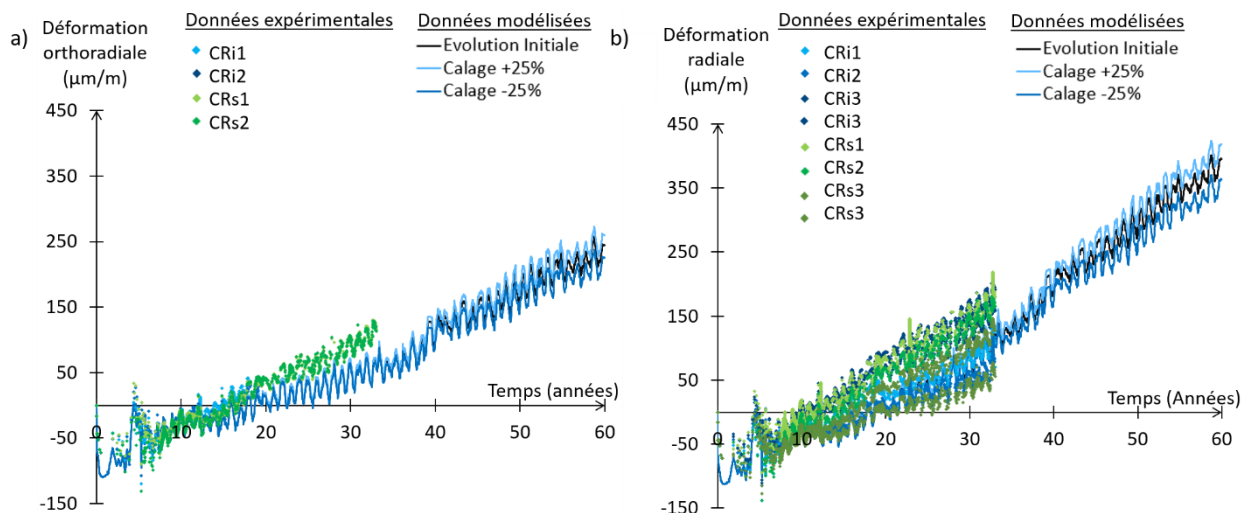 a)
Déformation
orthoradiale
(µm/m)
Données expérimentales
CRi1
CRi2
CRs1
CRs2
Données modélisées
Evolution Initiale
Calage +25%
Calage -25%
450
350
250
150
50
-50
-150
0
10
20
30
40
50
60
Temps (années)
b)
Déformation
radiale
(µm/m)
Données expérimentales
CRi1
CRi2
CRi3
CRi3
CRs1
CRs2
CRs3
CRs3
Données modélisées
Evolution Initiale
Calage +25%
Calage -25%
450
350
250
150
50
-50
-150
0
10
20
30
40
50
60
Temps (Années)